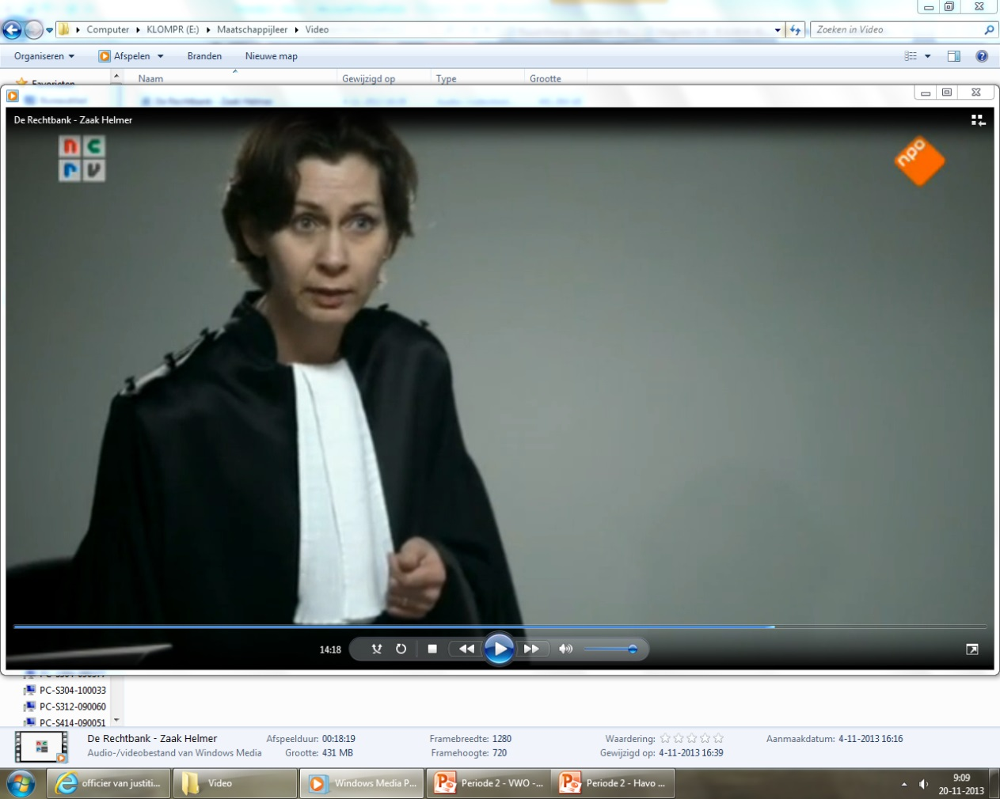 Computer ▸ KLOMPR (E:) ▸ Maatschappijleer ▸ Video
Zoeken in Video
Organiseren Afspelen Branden Nieuwe map
Favorieten
Naam Gewijzigd op Type Grootte
De Rechtbank - Zaak Helmer
De Rechtbank - Zaak Helmer
n c
r v
npo
14:18
PC-S304-100033
PC-S312-090060
PC-S414-090051
De Rechtbank - Zaak Helmer Afspeelduur: 00:18:19 Framebreedte: 1280 Waardering: Aanmaakdatum: 4-11-2013 16:16
Audio-/videobestand van Windows Media Grootte: 431 MB Framehoogte: 720 Gewijzigd op: 4-11-2013 16:39
officier van justiti... Video Windows Media P... Periode 2 - VWO -... Periode 2 - Havo ...
9:09
20-11-2013